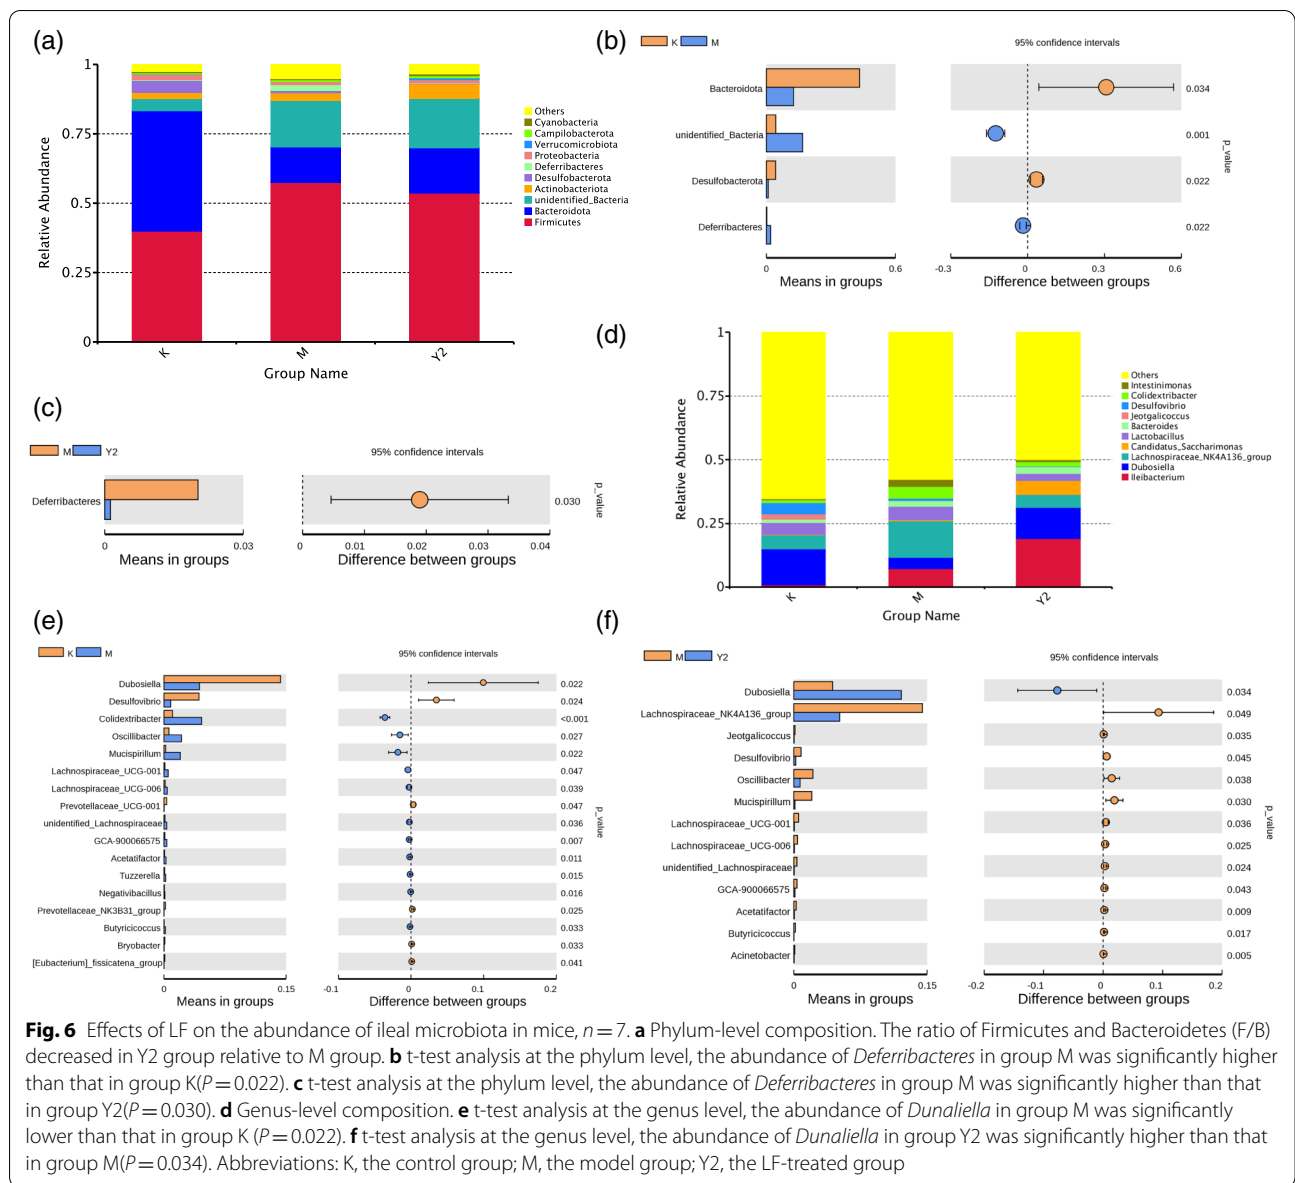 (a)
1
0.75
0.5
0.25
0
Relative Abundance
K
M
Y2
Group Name
Others
Cyanobacteria
Campilobacterota
Verrucomicrobiota
Proteobacteria
Deferribacteres
Desulfobacterota
Actinobacteriota
unidentified_Bacteria
Bacteroidota
Firmicutes
(b)
K M
95% confidence intervals
Bacteroidota
0.034
unidentified_Bacteria
0.001
Desulfobacterota
0.022
Deferribacteres
0.022
p_value
0 0.6
-0.3 0 0.3 0.6
Means in groups
Difference between groups
(c)
M Y2
95% confidence intervals
Deferribacteres
0.030
p_value
0 0.03
0 0.01 0.02 0.03 0.04
Means in groups
Difference between groups
(d)
1
0.75
0.5
0.25
0
Relative Abundance
K
M
Y2
Group Name
Others
Intestinimonas
Colidextribacter
Desulfovibrio
Jeotgalicoccus
Bacteroides
Lactobacillus
Candidatus_Saccharimonas
Lachnospiraceae_NK4A136_group
Dubosiella
Ileibacterium
(e)
K M
95% confidence intervals
Dubosiella 0.022
Desulfovibrio 0.024
Colidextribacter <0.001
Oscillibacter 0.027
Mucispirillum 0.022
Lachnospiraceae_UCG-001 0.047
Lachnospiraceae_UCG-006 0.039
Prevotellaceae_UCG-001 0.047
unidentified_Lachnospiraceae 0.036
GCA-900066575 0.007
Acetatifactor 0.011
Tuzzerella 0.015
Negativibacillus 0.016
Prevotellaceae_NK3B31_group 0.025
Butyricicoccus 0.033
Bryobacter 0.033
[Eubacterium]_fissicatena_group 0.041
p_value
0 0.15
-0.1 0 0.1 0.2
Means in groups
Difference between groups
(f)
M Y2
95% confidence intervals
Dubosiella 0.034
Lachnospiraceae_NK4A136_group 0.049
Jeotgalicoccus 0.035
Desulfovibrio 0.045
Oscillibacter 0.038
Mucispirillum 0.030
Lachnospiraceae_UCG-001 0.036
Lachnospiraceae_UCG-006 0.025
unidentified_Lachnospiraceae 0.024
GCA-900066575 0.043
Acetatifactor 0.009
Butyricicoccus 0.017
Acinetobacter 0.005
p_value
0 0.15
-0.2 -0.1 0 0.1 0.2
Means in groups
Difference between groups
Fig. 6 Effects of LF on the abundance of ileal microbiota in mice, n = 7. a Phylum-level composition. The ratio of Firmicutes and Bacteroidetes (F/B)
decreased in Y2 group relative to M group. b t-test analysis at the phylum level, the abundance of Deferribacteres in group M was significantly higher
than that in group K(P = 0.022). c t-test analysis at the phylum level, the abundance of Deferribacteres in group M was significantly higher than that
in group Y2(P = 0.030). d Genus-level composition. e t-test analysis at the genus level, the abundance of Dunaliella in group M was significantly
lower than that in group K (P = 0.022). f t-test analysis at the genus level, the abundance of Dunaliella in group Y2 was significantly higher than that
in group M(P = 0.034). Abbreviations: K, the control group; M, the model group; Y2, the LF-treated group